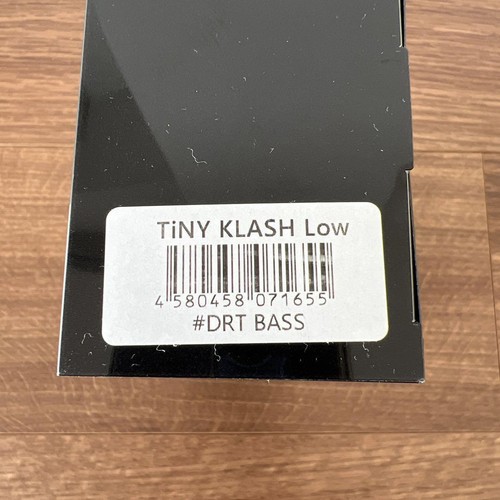 TiNY KLASH Low
4 580458 071655
#DRT BASS